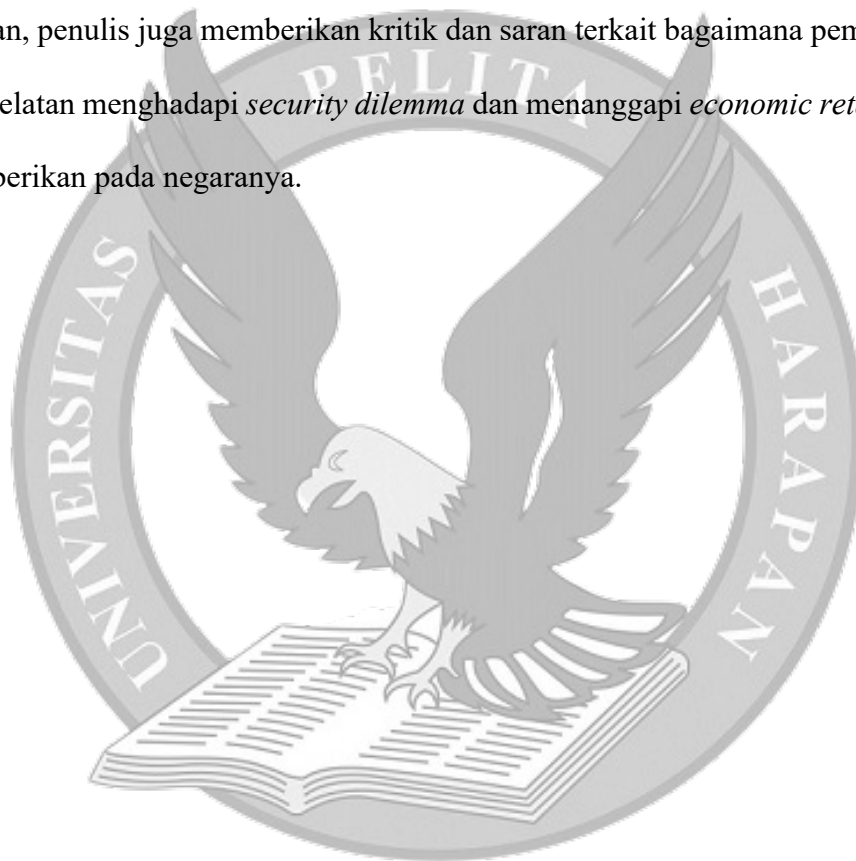 an, penulis juga memberikan kritik dan saran terkait bagaimana pem
elatan menghadapi security dilemma dan menanggapi economic ret
berikan pada negaranya.
UNIVERSITAS PELITA HARAPAN